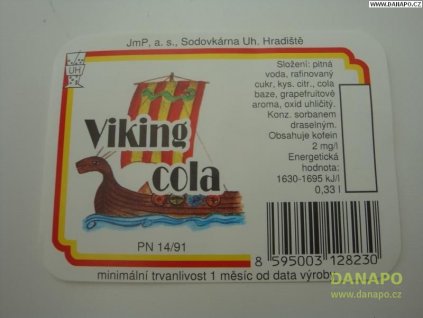 www.DANAPO.CZ
JmP, a. s., Sodovkárna Uh. Hradiště
UH
Viking
cola
PN 14/91
Složení: pitná
voda, rafinovaný
cukr, kys. citr., cola
baze, grapefruitové
aroma, oxid uhličitý.
Konz. sorbanem
draselným.
Obsahuje kofein
2 mg/l
Energetická
hodnota:
1630-1695 kJ/l
0,33 l
8 595003 128230
minimální trvanlivost 1 měsíc od data výroby
DANAPO
www.danapo.cz